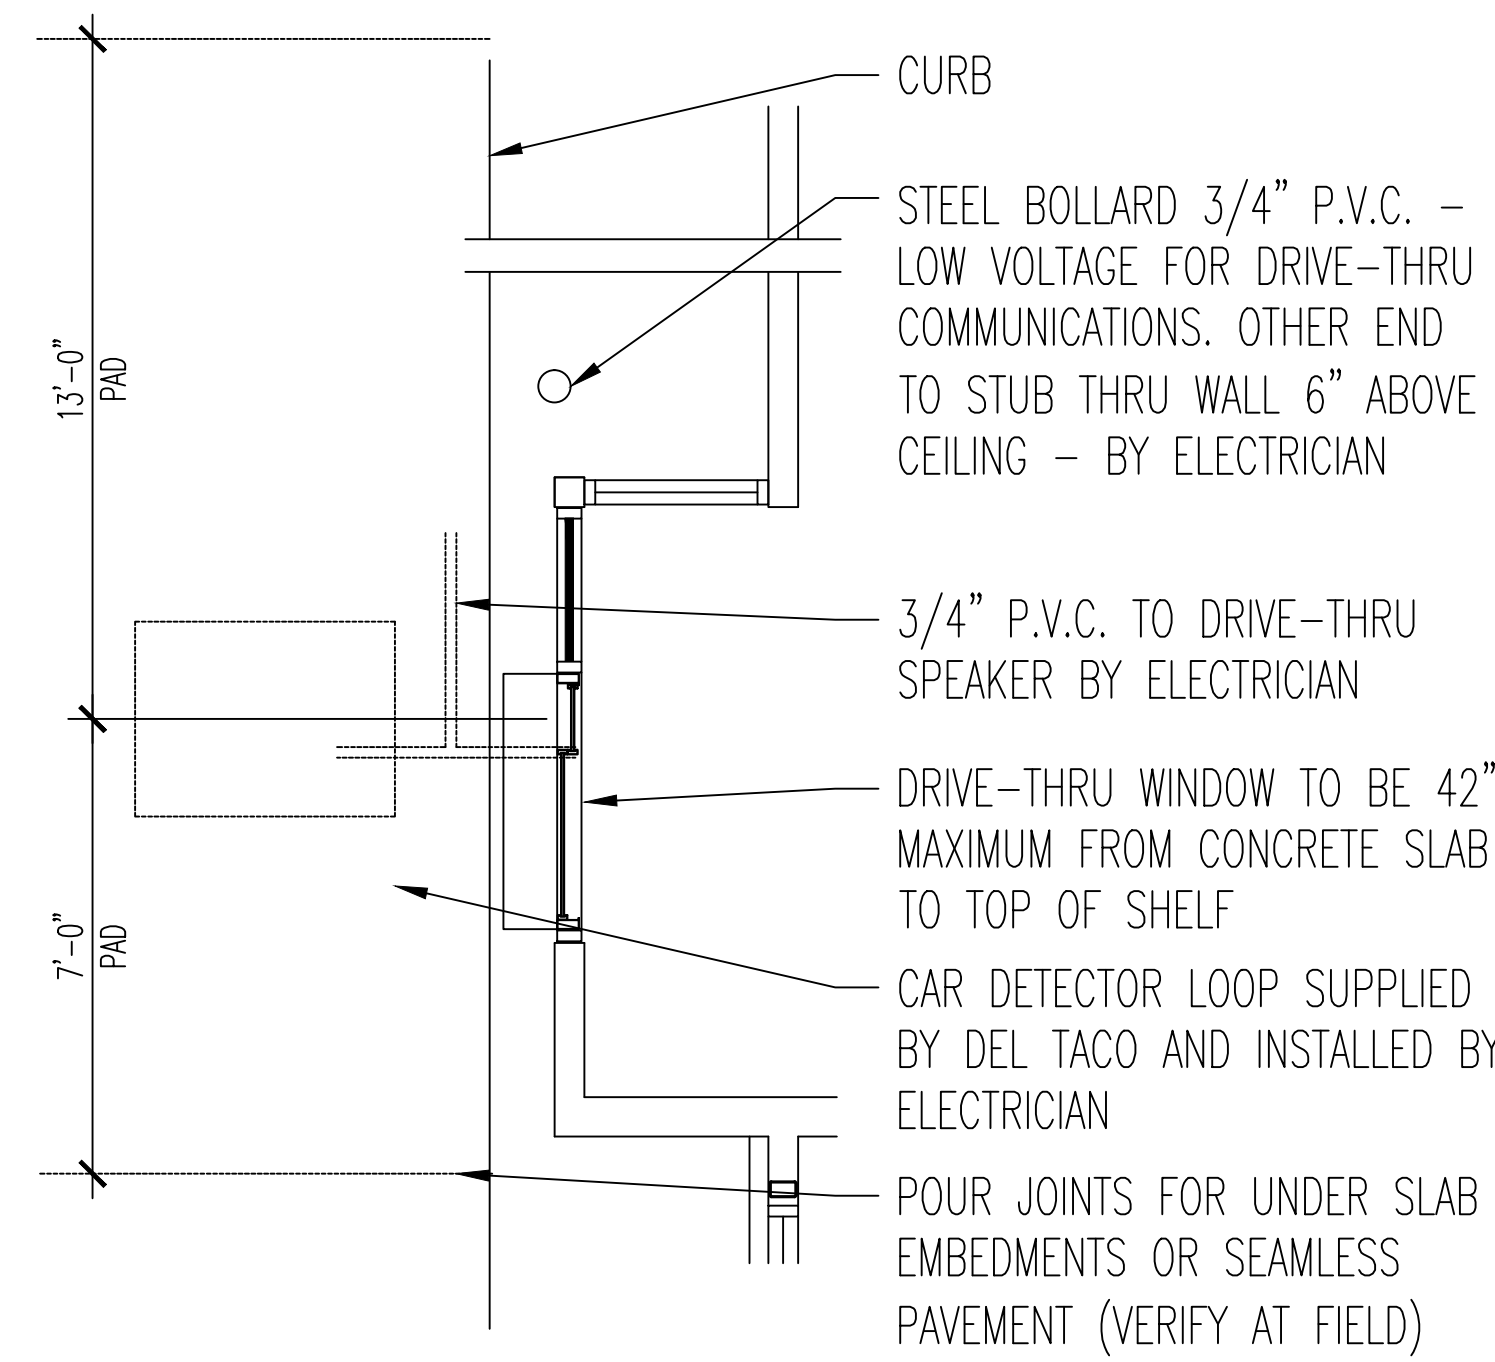 CURB
STEEL BOLLARD 3/4" P.V.C. –
LOW VOLTAGE FOR DRIVE–THRU
COMMUNICATIONS. OTHER END
TO STUB THRU WALL 6" ABOVE
CEILING – BY ELECTRICIAN
13'-0"
PAD
3/4" P.V.C. TO DRIVE–THRU
SPEAKER BY ELECTRICIAN
DRIVE–THRU WINDOW TO BE 42"
MAXIMUM FROM CONCRETE SLAB
TO TOP OF SHELF
7'-0"
PAD
CAR DETECTOR LOOP SUPPLIED
BY DEL TACO AND INSTALLED BY
ELECTRICIAN
POUR JOINTS FOR UNDER SLAB
EMBEDMENTS OR SEAMLESS
PAVEMENT (VERIFY AT FIELD)